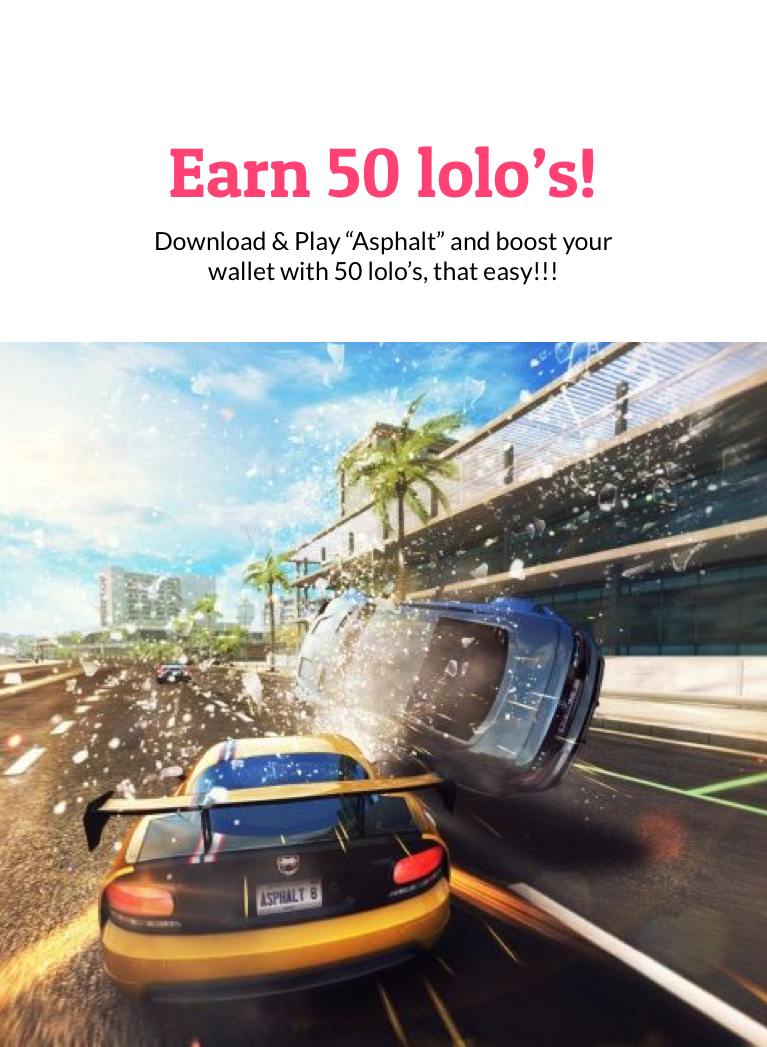 Earn 50 lolo’s!
Download & Play “Asphalt” and boost your
wallet with 50 lolo’s, that easy!!!
ASPHALT 8